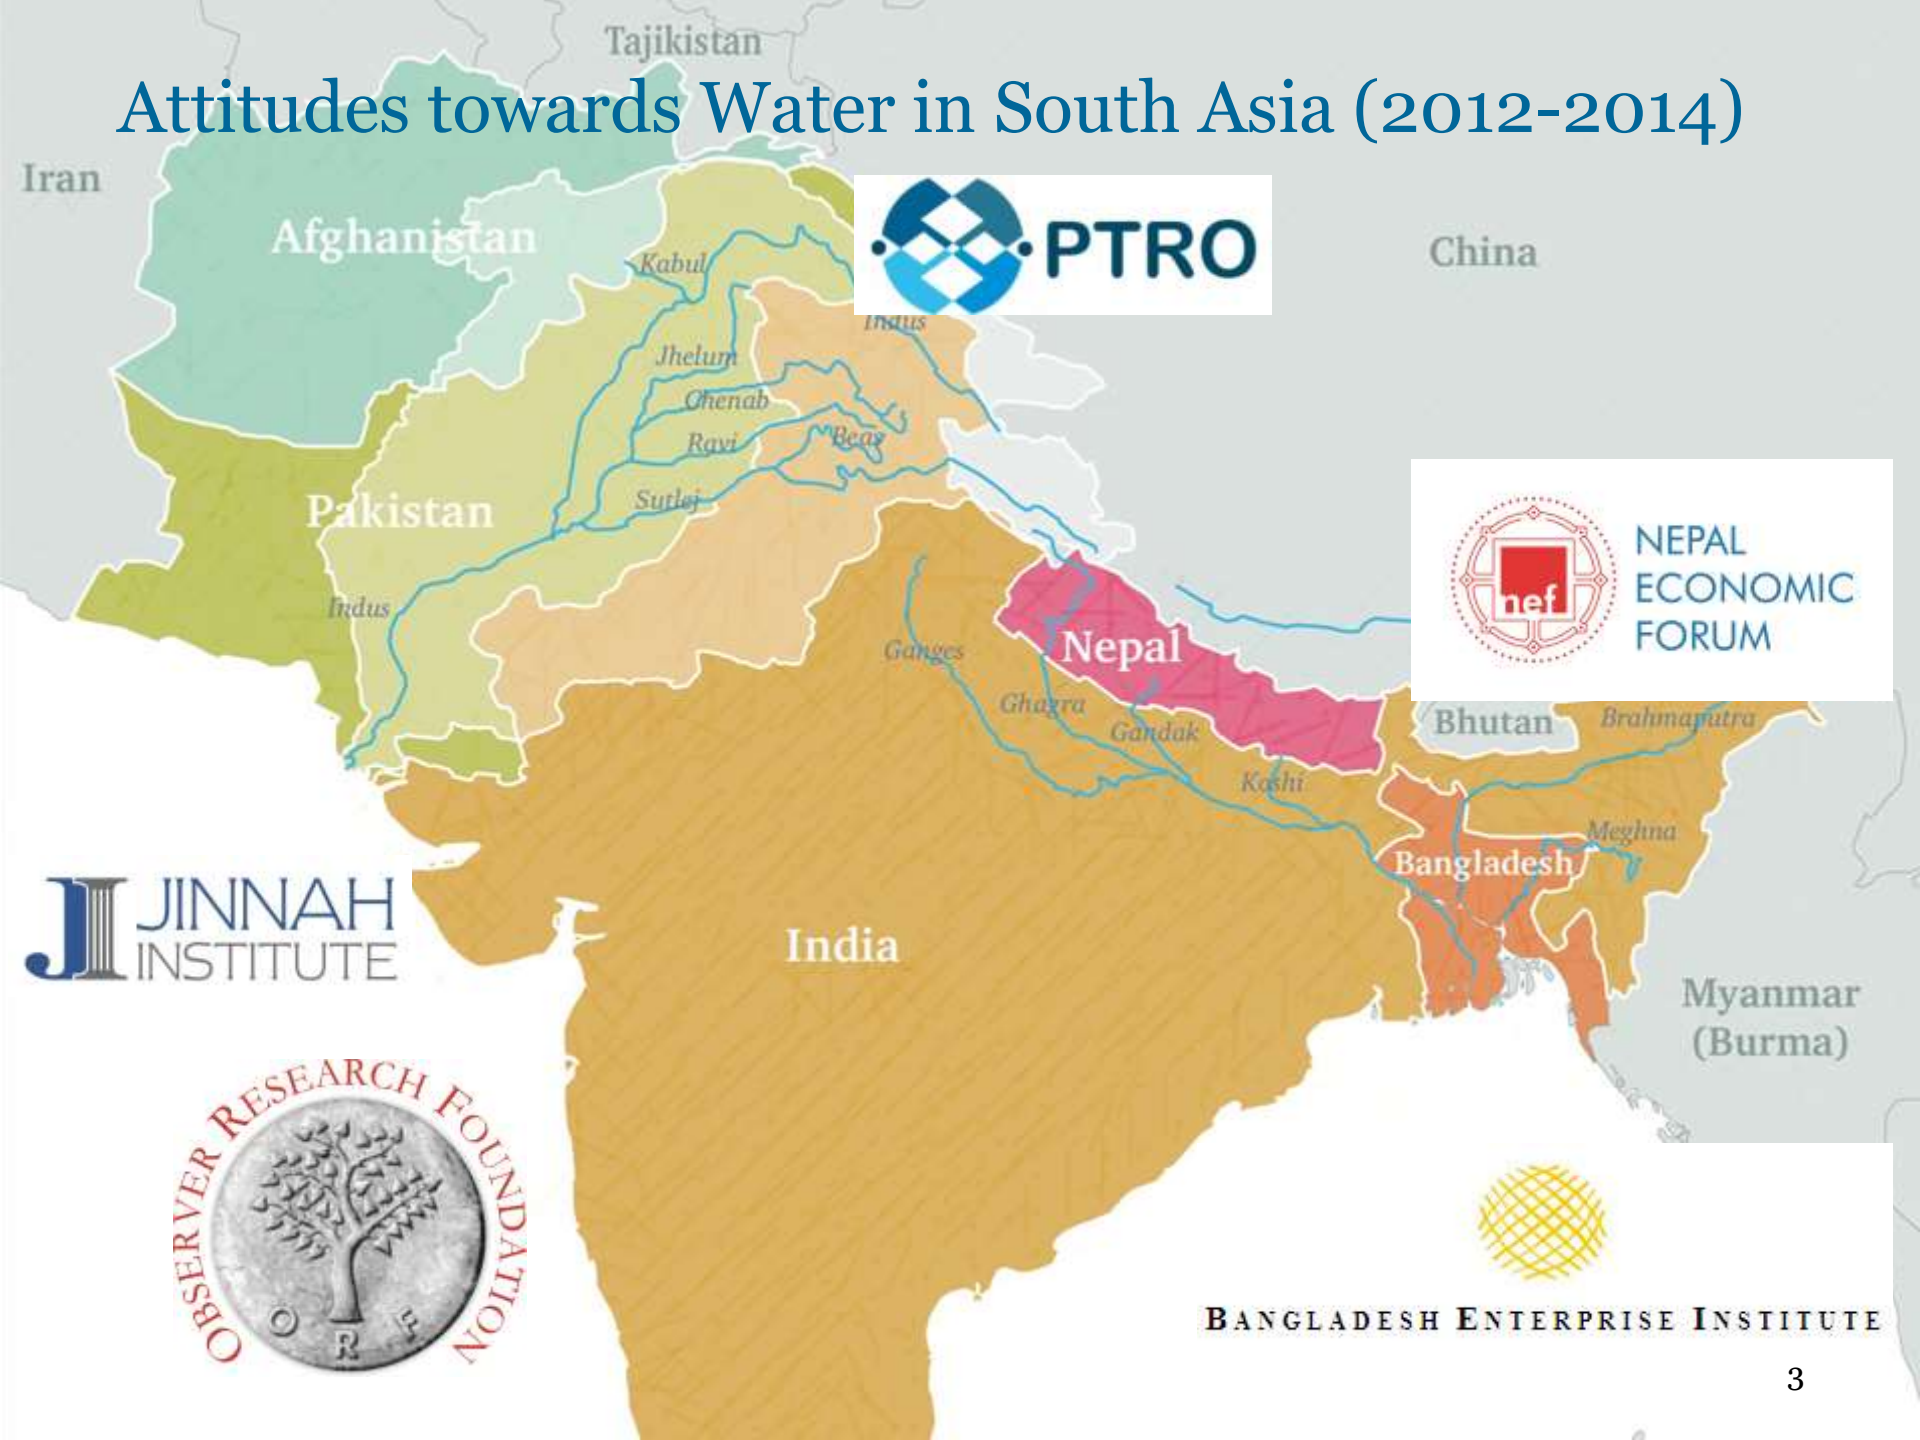 Tajikistan
Attitudes towards Water in South Asia (2012-2014)
Iran
Afghanistan
PTRO
China
Kabul
Indus
Jhelum
Chenab
Ravi
Beas
Sutlej
Pakistan
Indus
nef
NEPAL
ECONOMIC
FORUM
Ganges
Nepal
Ghagra
Gandak
Koshi
Bhutan
Brahmaputra
Meghna
Bangladesh
JINNAH
INSTITUTE
India
Myanmar
(Burma)
OBSERVER RESEARCH FOUNDATION
O R F
BANGLADESH ENTERPRISE INSTITUTE
3